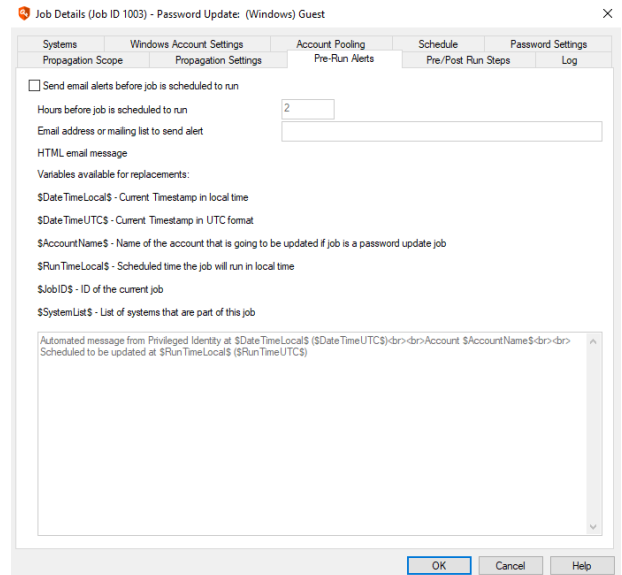 Job Details (Job ID 1003) - Password Update: (Windows) Guest
Systems Windows Account Settings Account Pooling Schedule Password Settings
Propagation Scope Propagation Settings Pre-Run Alerts Pre/Post Run Steps Log
Send email alerts before job is scheduled to run
Hours before job is scheduled to run 2
Email address or mailing list to send alert
HTML email message
Variables available for replacements:
$DateTimeLocal$ - Current Timestamp in local time
$DateTimeUTC$ - Current Timestamp in UTC format
$AccountName$ - Name of the account that is going to be updated if job is a password update job
$RunTimeLocal$ - Scheduled time the job will run in local time
$JobID$ - ID of the current job
$SystemList$ - List of systems that are part of this job
Automated message from Privileged Identity at $DateTimeLocal$ ($DateTimeUTC$)<br><br>Account $AccountName$<br><br>
Scheduled to be updated at $RunTimeLocal$ ($RunTimeUTC$)
OK Cancel Help